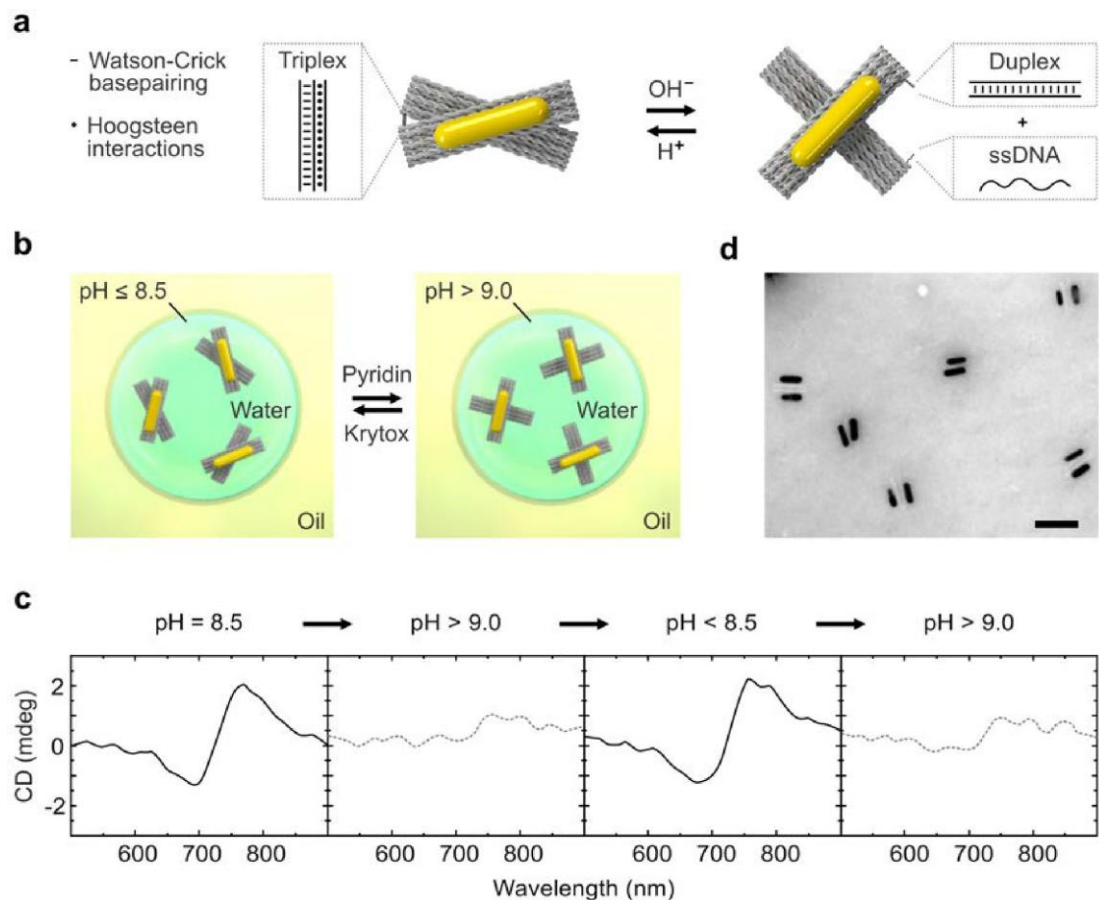 a
– Watson-Crick
basepairing
• Hoogsteen
interactions
Triplex
OH⁻
H⁺
Duplex
+
ssDNA
b
pH ≤ 8.5
Water
Oil
Pyridin
Krytox
pH > 9.0
Water
Oil
d
c
pH = 8.5
pH > 9.0
pH < 8.5
pH > 9.0
CD (mdeg)
2
0
-2
600 700 800 600 700 800 600 700 800 600 700 800
Wavelength (nm)